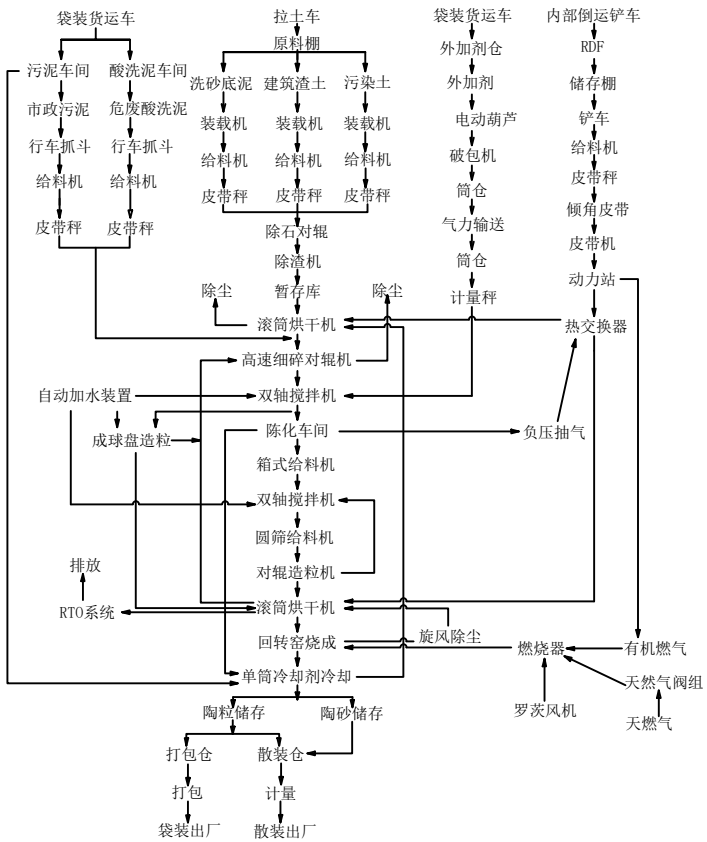 袋装货运车
拉土车
袋装货运车
内部倒运铲车
原料棚
外加剂仓
RDF
污泥车间
酸洗泥车间
洗砂底泥
建筑渣土
污染土
外加剂
储存棚
市政污泥
危废酸洗泥
装载机
装载机
装载机
电动葫芦
铲车
行车抓斗
行车抓斗
给料机
给料机
给料机
破包机
给料机
给料机
给料机
皮带秤
皮带秤
皮带秤
筒仓
皮带秤
皮带秤
皮带秤
除石对辊
气力输送
倾角皮带
除渣机
筒仓
皮带机
除尘
暂存库
除尘
计量秤
动力站
滚筒烘干机
热交换器
高速细碎对辊机
自动加水装置
双轴搅拌机
成球盘造粒
陈化车间
负压抽气
箱式给料机
双轴搅拌机
圆筛给料机
排放
对辊造粒机
RTO系统
滚筒烘干机
回转窑烧成
旋风除尘
燃烧器
有机燃气
单筒冷却剂冷却
天然气阀组
陶粒储存
陶砂储存
罗茨风机
天燃气
打包仓
散装仓
打包
计量
袋装出厂
散装出厂